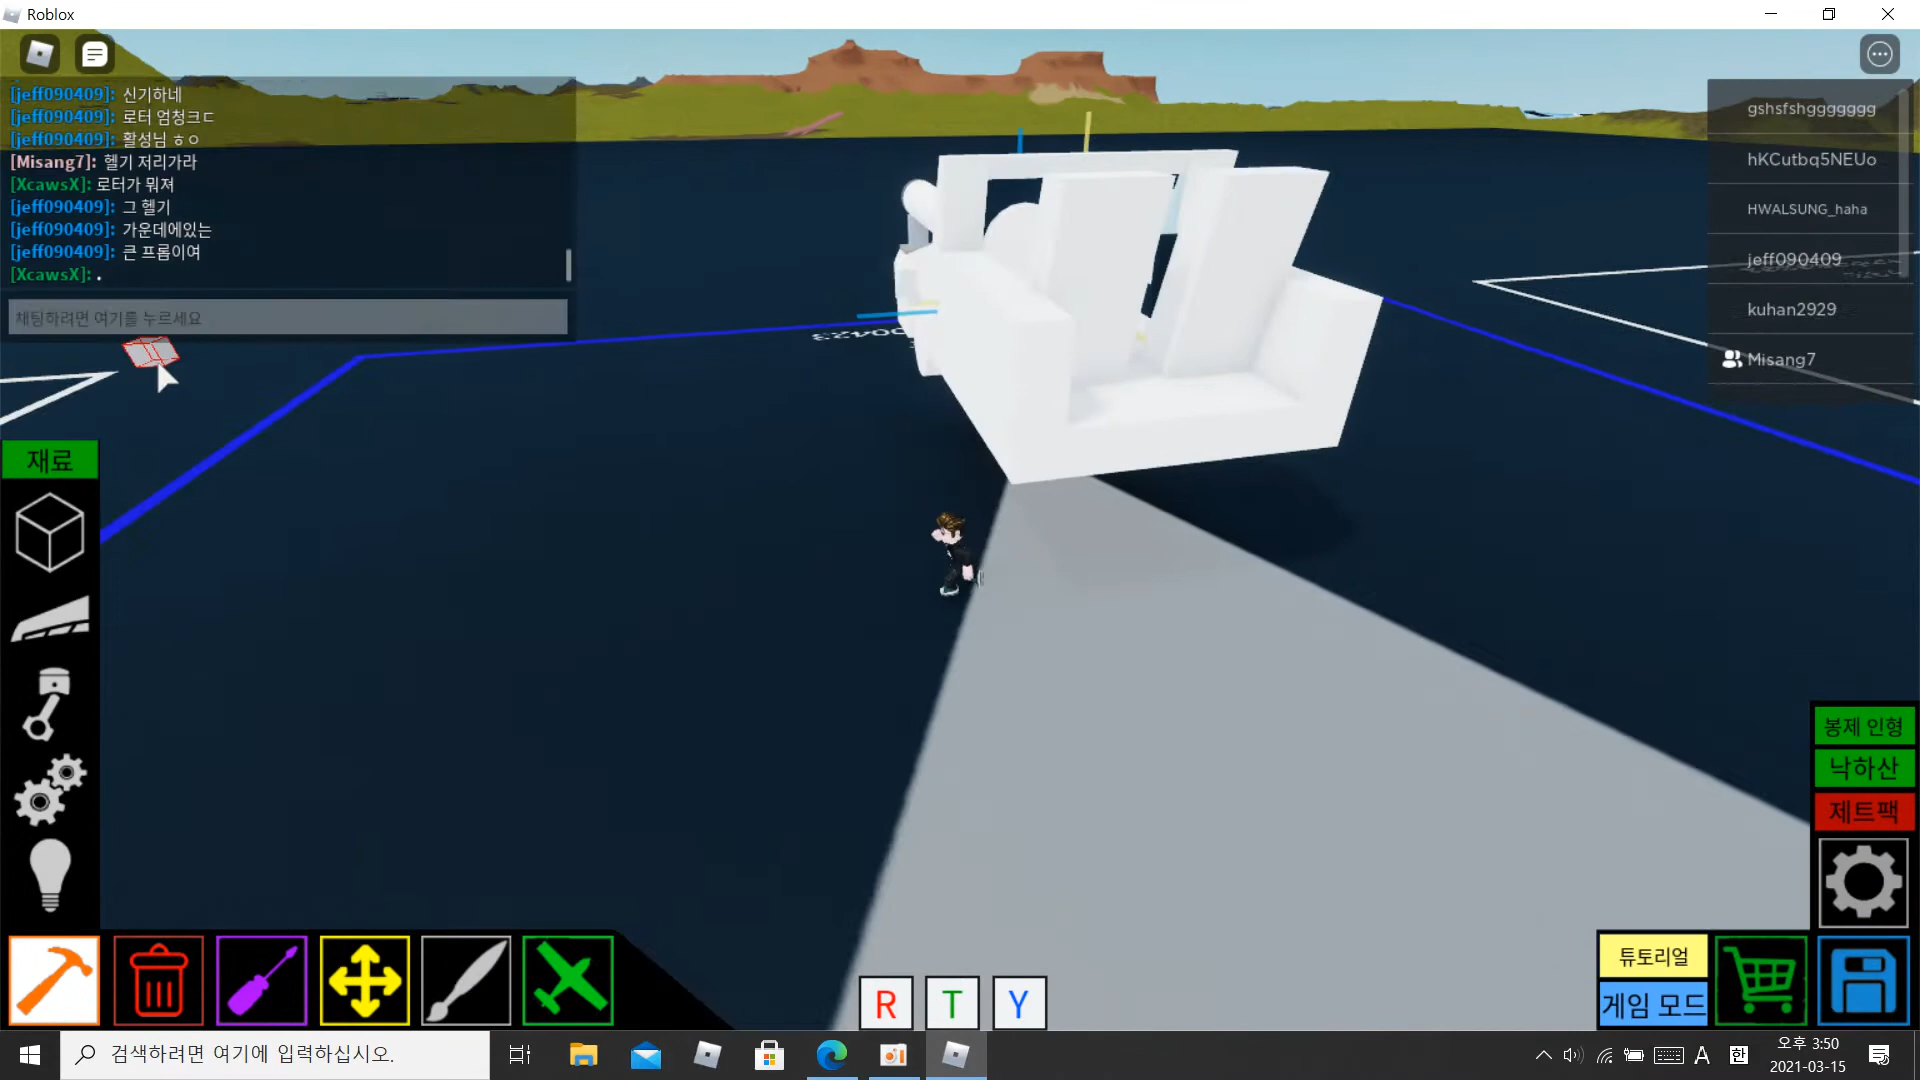 Roblox
[jeff090409]: 신기하네
[jeff090409]: 로터 엄청크ㄷ
[jeff090409]: 활성님 ㅎㅇ
[Misang7]: 헬기 저리가라
[XcawsX]: 로터가 뭐져
[jeff090409]: 그 헬기
[jeff090409]: 가운데에있는
[jeff090409]: 큰 프롭이여
[XcawsX]: .
채팅하려면 여기를 누르세요
gshsfshggggggg
hKCutbq5NEUo
HWALSUNG_haha
jeff090409
kuhan2929
Misang7
재료
봉제 인형
낙하산
제트팩
튜토리얼
게임 모드
R
T
Y
검색하려면 여기에 입력하십시오.
A
한
오후 3:50
2021-03-15